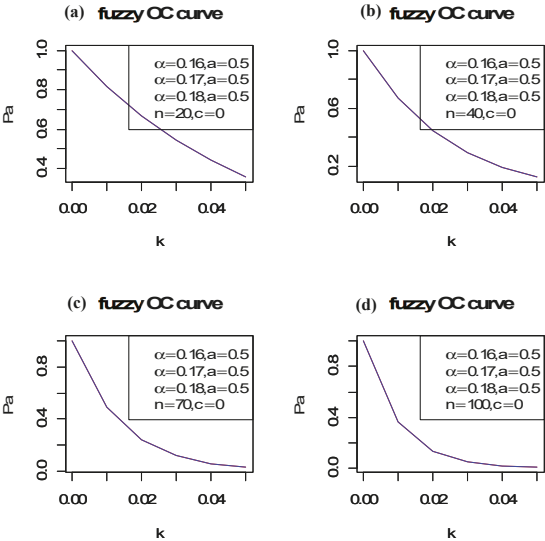 (a) fuzzy OC curve
α=0.16,a=0.5
α=0.17,a=0.5
α=0.18,a=0.5
n=20,c=0
Pa
1.0
0.8
0.6
0.4
0.00 0.02 0.04
k
(b) fuzzy OC curve
α=0.16,a=0.5
α=0.17,a=0.5
α=0.18,a=0.5
n=40,c=0
Pa
1.0
0.6
0.2
0.00 0.02 0.04
k
(c) fuzzy OC curve
α=0.16,a=0.5
α=0.17,a=0.5
α=0.18,a=0.5
n=70,c=0
Pa
0.8
0.4
0.0
0.00 0.02 0.04
k
(d) fuzzy OC curve
α=0.16,a=0.5
α=0.17,a=0.5
α=0.18,a=0.5
n=100,c=0
Pa
0.8
0.4
0.0
0.00 0.02 0.04
k